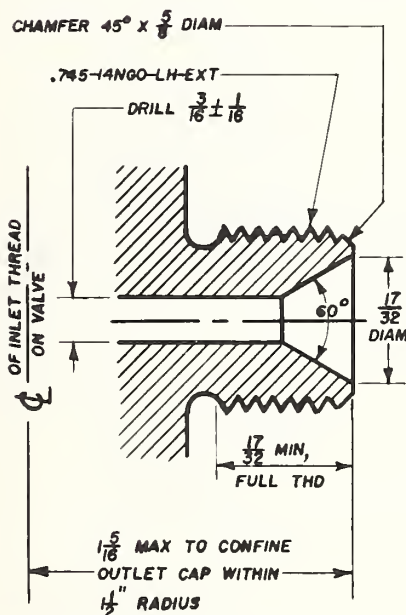 CHAMFER 45° X 5/8 DIAM
.745-14NGO-LH-EXT
DRILL 3/16 ± 1/16
℄ OF INLET THREAD
ON VALVE
60°
17/32
DIAM
17/32 MIN,
FULL THD
1 5/16 MAX TO CONFINE
OUTLET CAP WITHIN
1 1/2" RADIUS